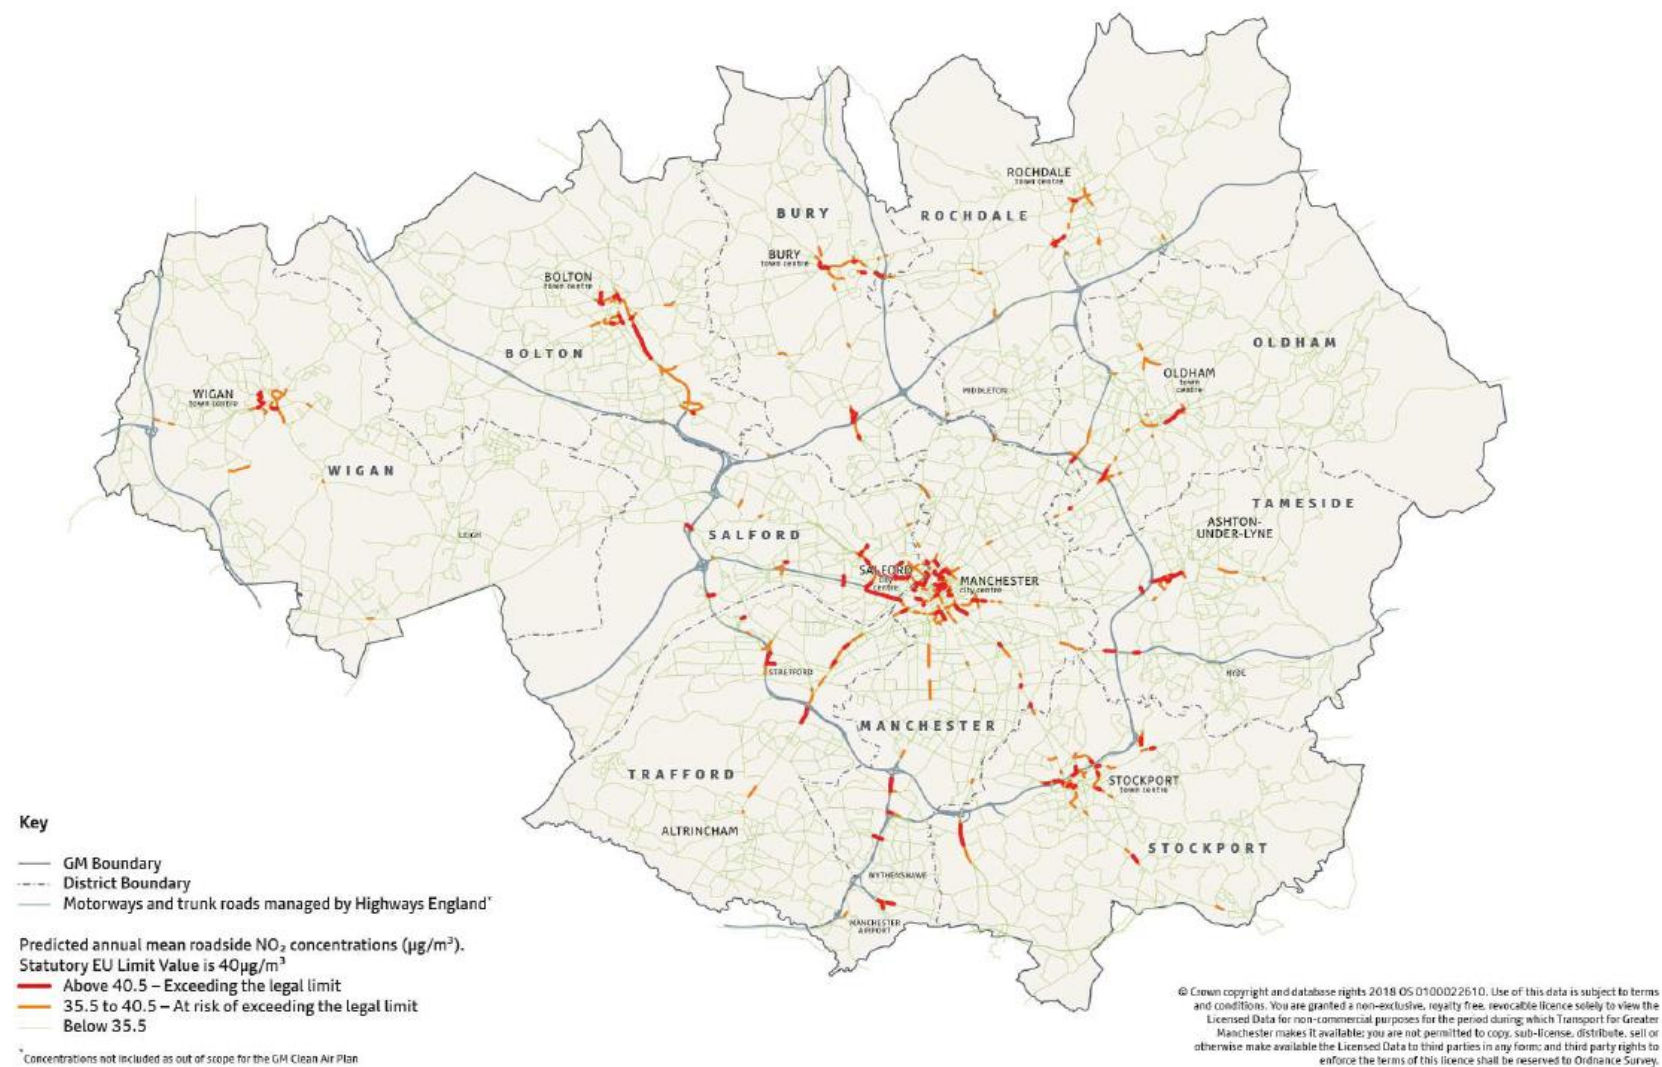 ROCHDALE
town centre
BURY
ROCHDALE
BURY
town centre
BOLTON
town centre
BOLTON
OLDHAM
OLDHAM
town
centre
WIGAN
town centre
MIDDLETON
WIGAN
TAMESIDE
ASHTON-
UNDER-LYNE
LEIGH
SALFORD
SALFORD
city
centre
MANCHESTER
city centre
STRETFORD
HYDE
MANCHESTER
TRAFFORD
STOCKPORT
town centre
ALTRINCHAM
STOCKPORT
WYTHENSHAWE
MANCHESTER
AIRPORT
Key
GM Boundary
District Boundary
Motorways and trunk roads managed by Highways England*
Predicted annual mean roadside NO₂ concentrations (µg/m³).
Statutory EU Limit Value is 40µg/m³
Above 40.5 – Exceeding the legal limit
35.5 to 40.5 – At risk of exceeding the legal limit
Below 35.5
*Concentrations not included as out of scope for the GM Clean Air Plan
© Crown copyright and database rights 2018 OS 0100022610. Use of this data is subject to terms
and conditions. You are granted a non-exclusive, royalty free, revocable licence solely to view the
Licensed Data for non-commercial purposes for the period during which Transport for Greater
Manchester makes it available; you are not permitted to copy, sub-license, distribute, sell or
otherwise make available the Licensed Data to third parties in any form; and third party rights to
enforce the terms of this licence shall be reserved to Ordnance Survey.